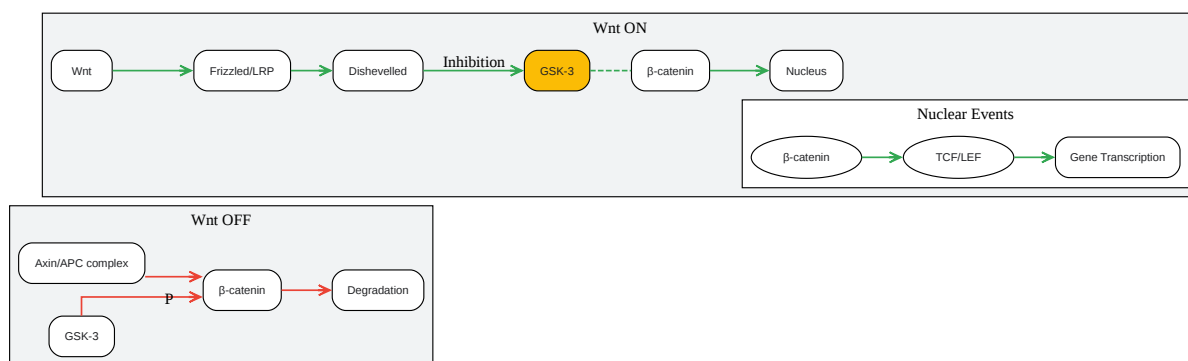 Wnt ON
Wnt
Frizzled/LRP
Dishevelled
Inhibition
GSK-3
β-catenin
Nucleus
Nuclear Events
β-catenin
TCF/LEF
Gene Transcription
Wnt OFF
Axin/APC complex
β-catenin
Degradation
P
GSK-3